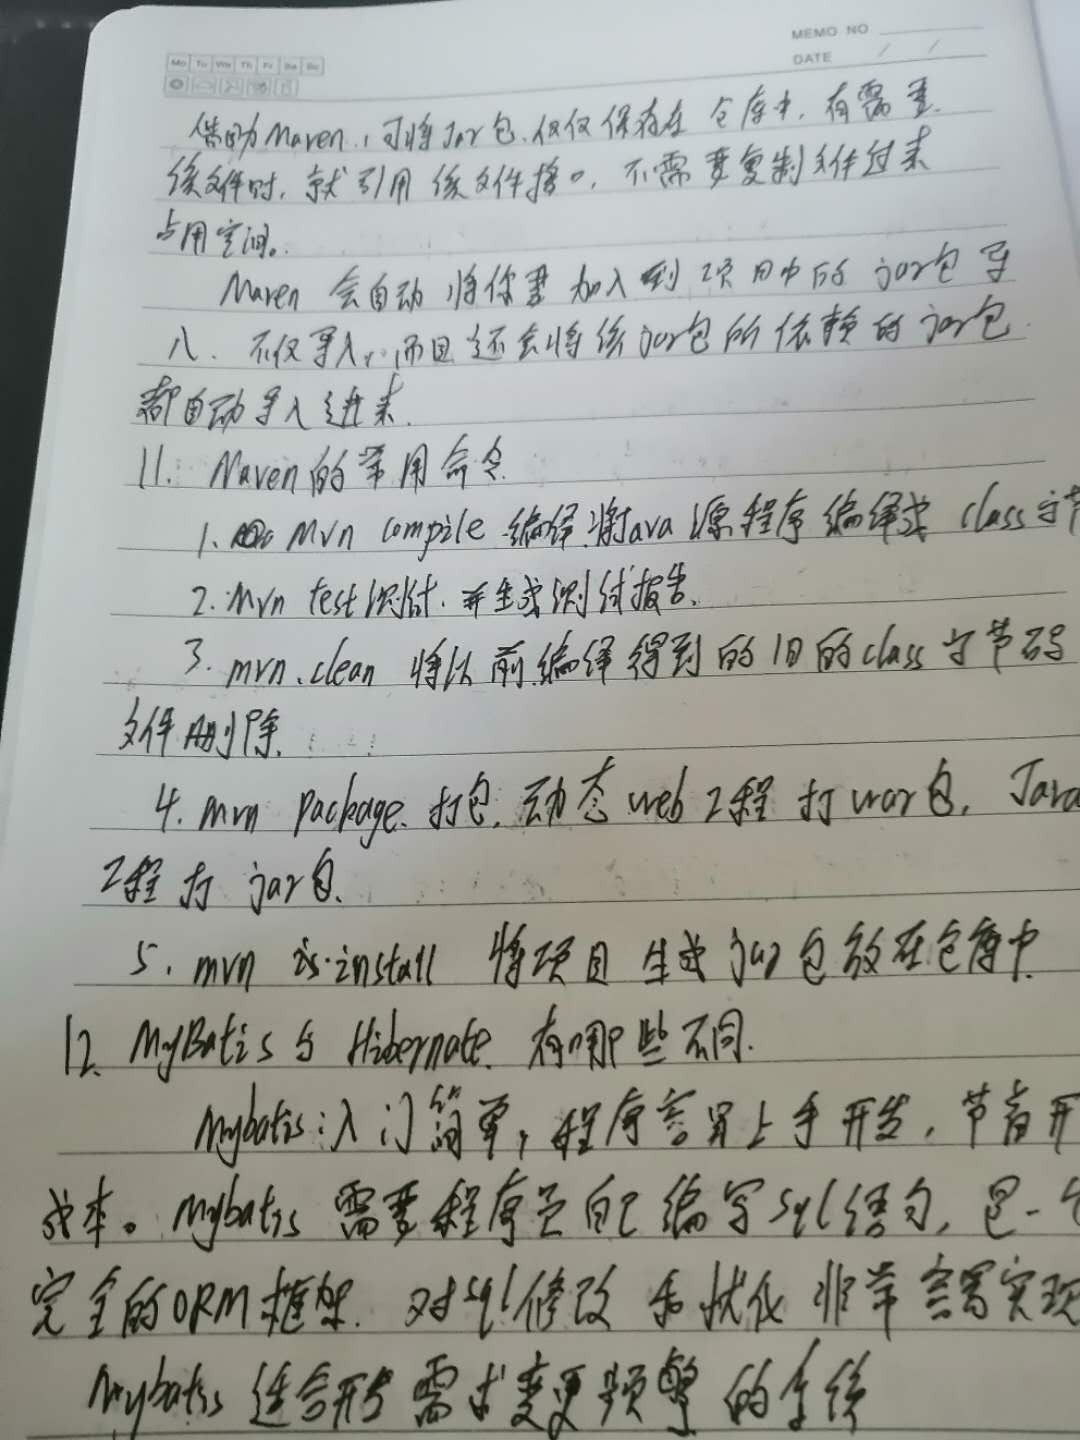 MEMO NO
DATE / /
Mo Tu We Th Fr Sa Su
借助Maven,可将Jar包仅仅保存在仓库中,有需要
该文件时,就引用该文件接口,不需要复制文件过来
占用空间。
Maven会自动将你要加入到项目中的jar包导
入.不仅导入,而且还会将该jar包所依赖的jar包
都自动导入进来.
11. Maven的常用命令
1. mvn compile 编译.将Java源程序编译成 class字节
2. mvn test 测试.并生成测试报告.
3. mvn.clean 将以前编译得到的旧的class字节码
文件删除.
4. mvn package. 打包.动态web工程打war包,Java
工程打jar包.
5. mvn is·install 将项目生成jar包放在仓库中
12. MyBatis与Hibernate.有哪些不同.
Mybatis:入门简单,程序容易上手开发,节省开
成本。Mybatis需要程序员自己编写sql语句,是一个
完全的ORM框架.对sql修改和优化非常容易实现
Mybatis适合形需求变更频繁的系统